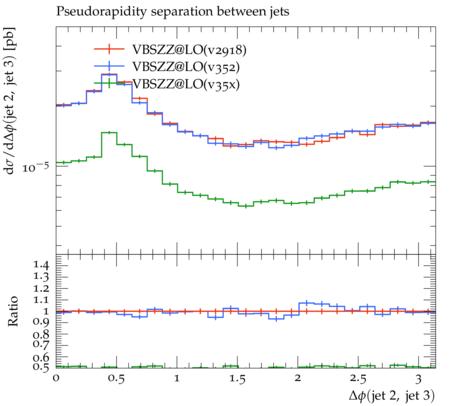 Pseudorapidity separation between jets
dσ/dΔϕ(jet 2, jet 3) [pb]
VBSZZ@LO(v2918)
VBSZZ@LO(v352)
VBSZZ@LO(v35x)
10⁻⁵
Ratio
1.4
1.3
1.2
1.1
1
0.9
0.8
0.7
0.6
0.5
0 0.5 1 1.5 2 2.5 3
Δϕ(jet 2, jet 3)